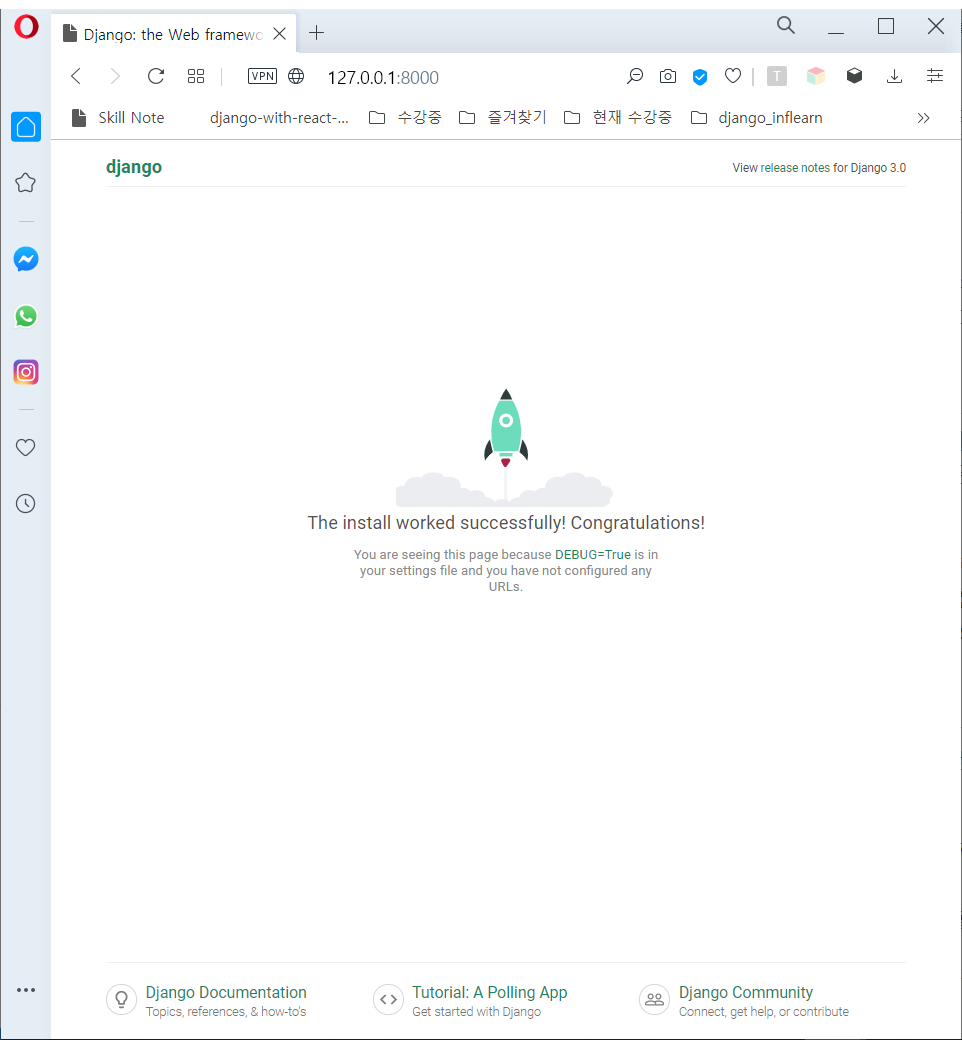 Django: the Web framewo
VPN
127.0.0.1:8000
T
Skill Note
django-with-react-...
수강중
즐겨찾기
현재 수강중
django_inflearn
django
View release notes for Django 3.0
The install worked successfully! Congratulations!
You are seeing this page because DEBUG=True is in
your settings file and you have not configured any
URLs.
Django Documentation
Topics, references, & how-to's
Tutorial: A Polling App
Get started with Django
Django Community
Connect, get help, or contribute